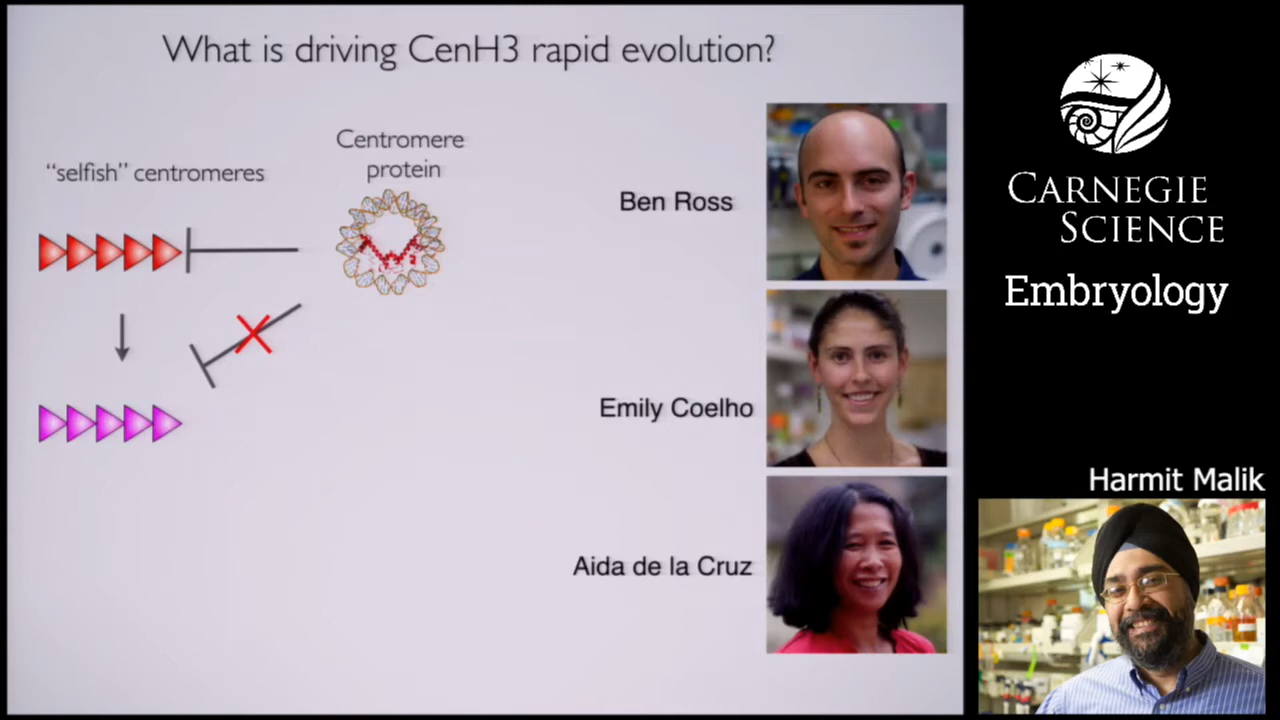 What is driving CenH3 rapid evolution?
“selfish” centromeres
Centromere
protein
Ben Ross
Emily Coelho
Aida de la Cruz
CARNEGIE
SCIENCE
Embryology
Harmit Malik